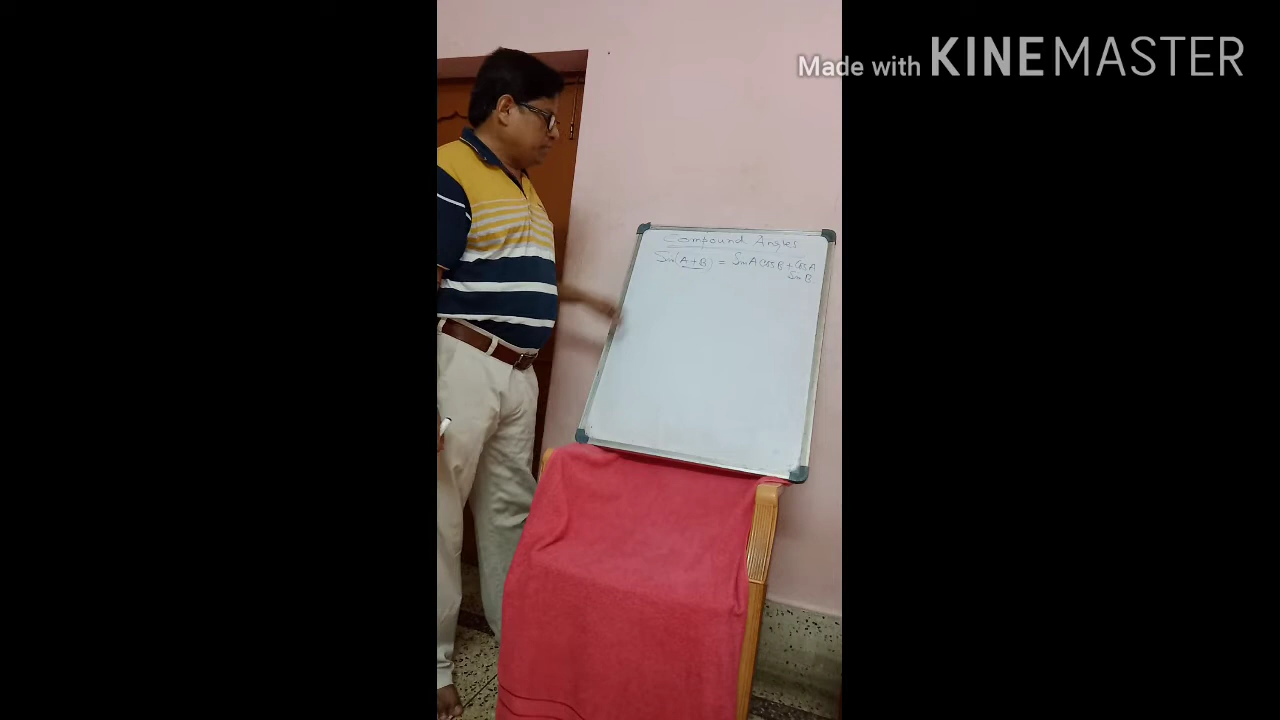 Made with KINEMASTER
Compound Angles
Sin(A+B) = SinA CosB + CosA
SinB.